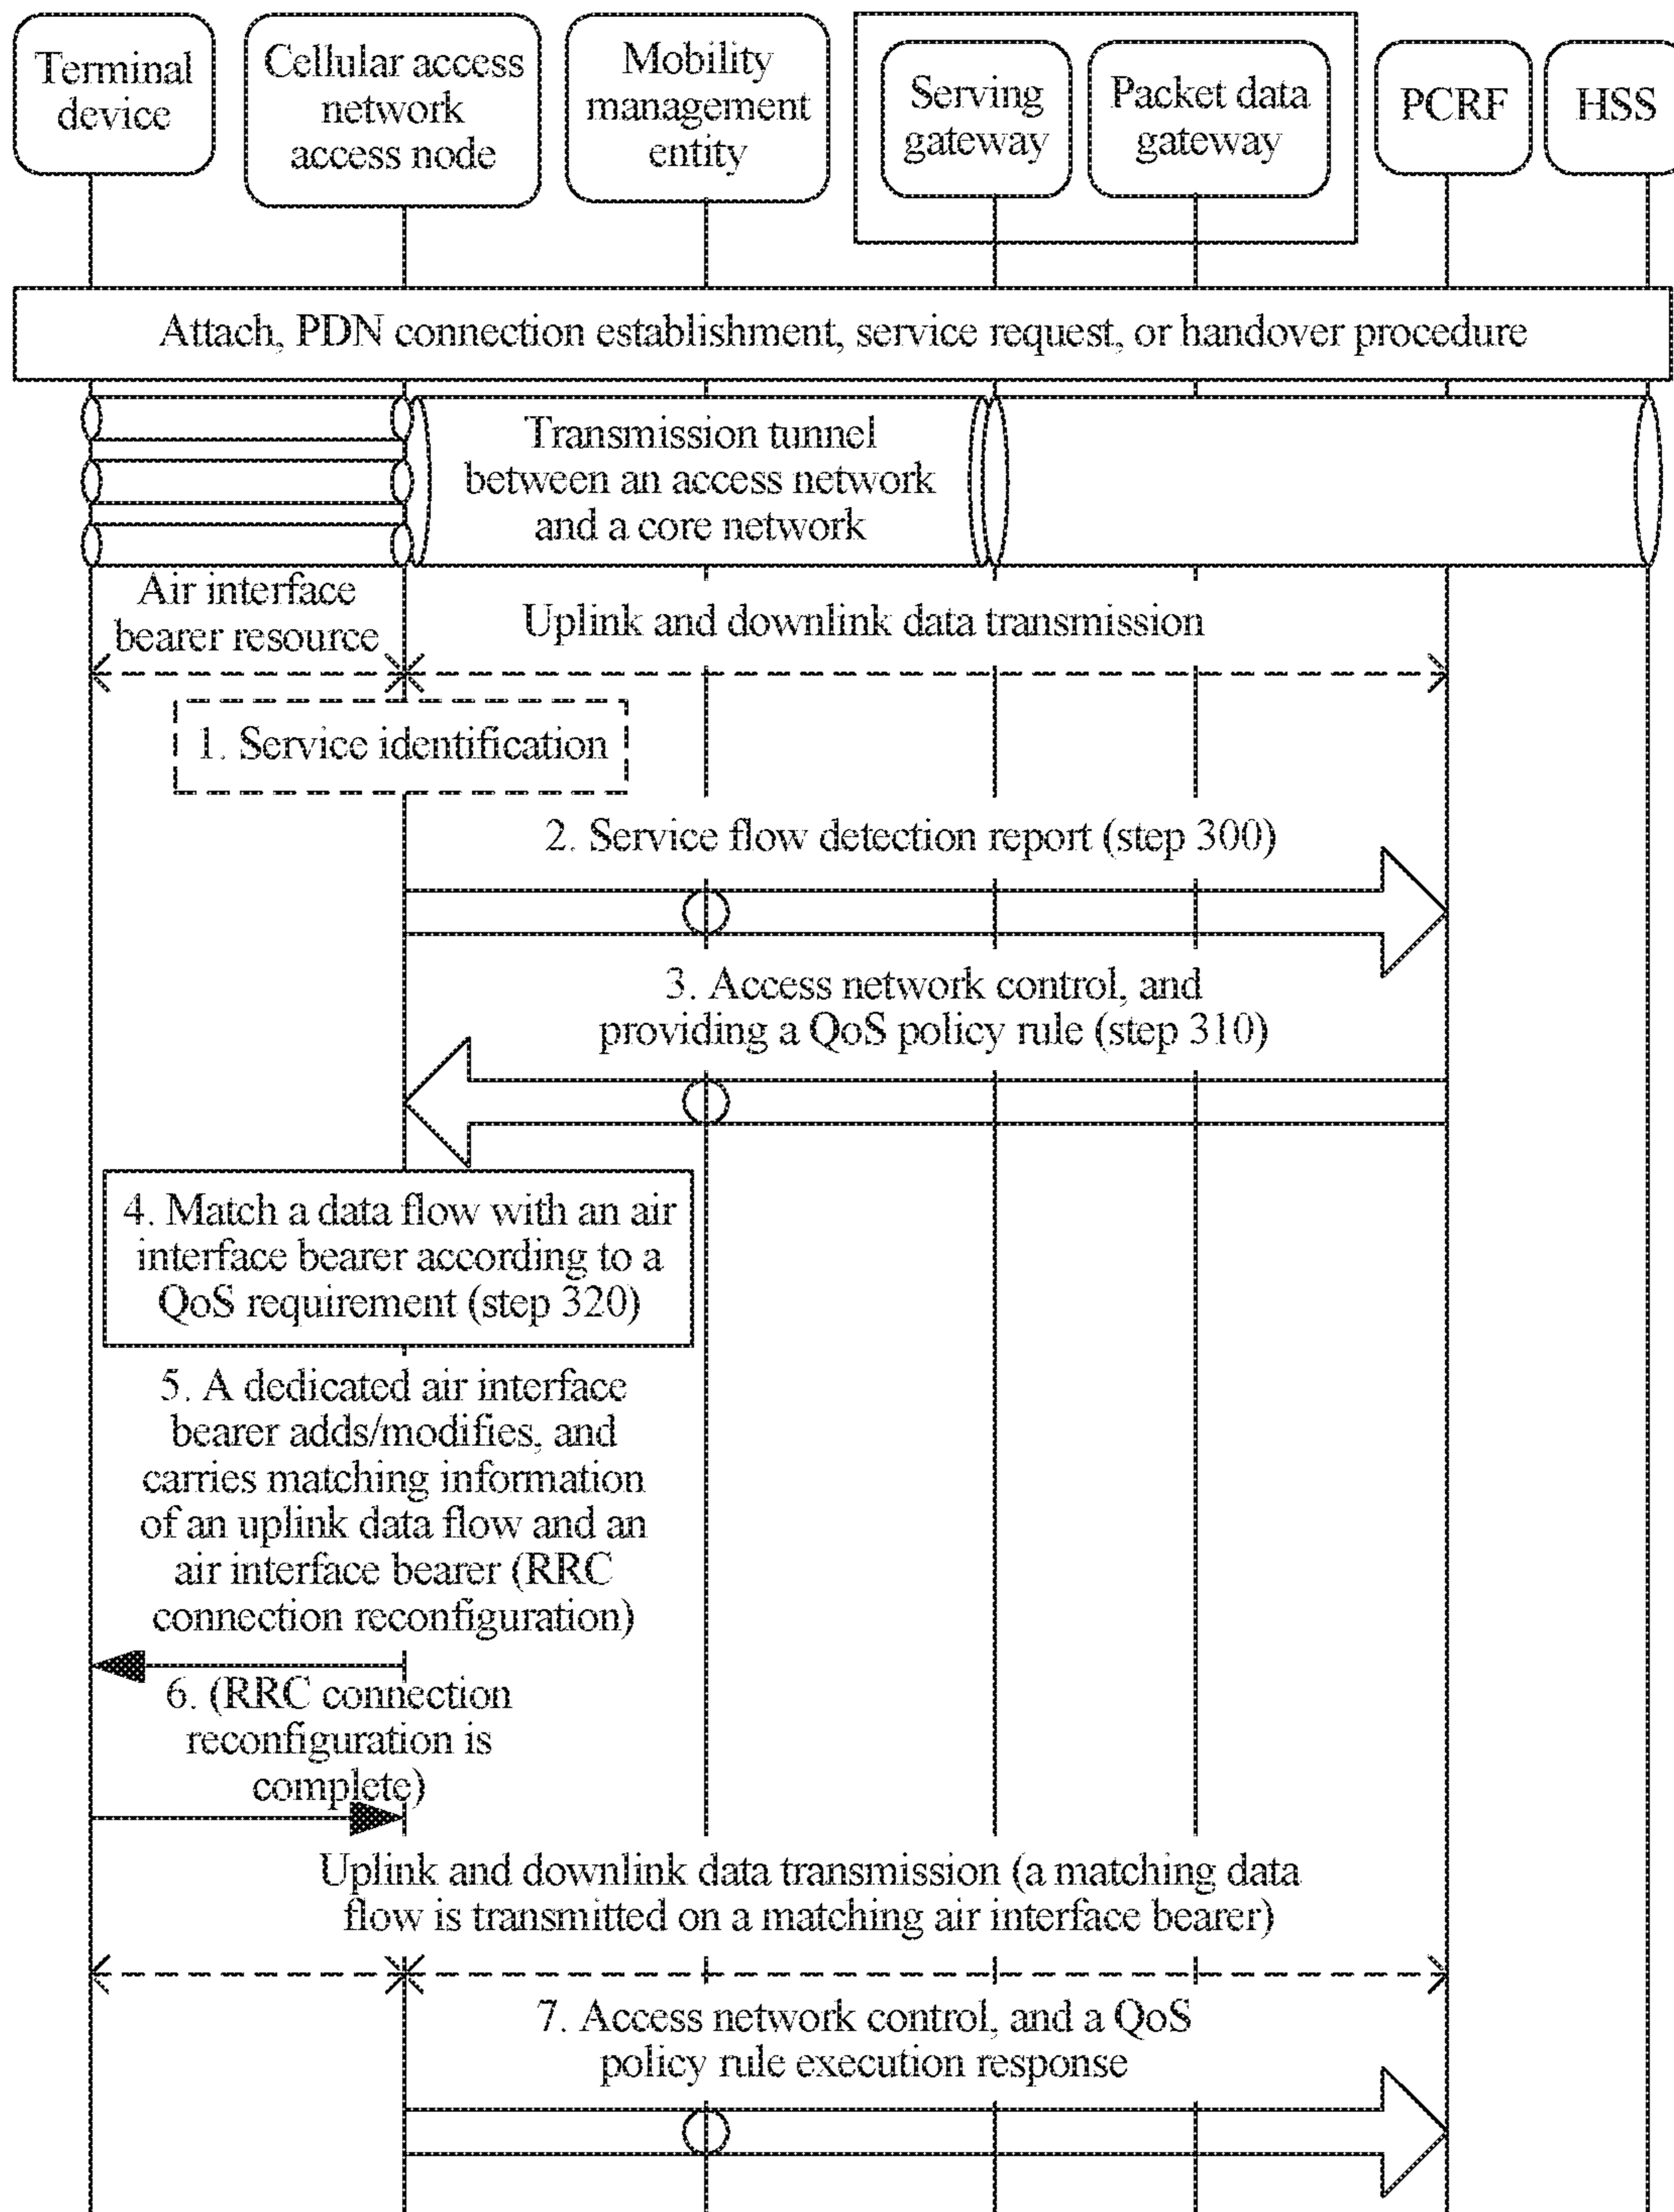 Terminal
device
Cellular access
network
access node
Mobility
management
entity
Serving
gateway
Packet data
gateway
PCRF
HSS
Attach, PDN connection establishment, service request, or handover procedure
Transmission tunnel
between an access network
and a core network
Air interface
bearer resource
Uplink and downlink data transmission
1. Service identification
2. Service flow detection report (step 300)
3. Access network control, and
providing a QoS policy rule (step 310)
4. Match a data flow with an air
interface bearer according to a
QoS requirement (step 320)
5. A dedicated air interface
bearer adds/modifies, and
carries matching information
of an uplink data flow and an
air interface bearer (RRC
connection reconfiguration)
6. (RRC connection
reconfiguration is
complete)
Uplink and downlink data transmission (a matching data
flow is transmitted on a matching air interface bearer)
7. Access network control, and a QoS
policy rule execution response